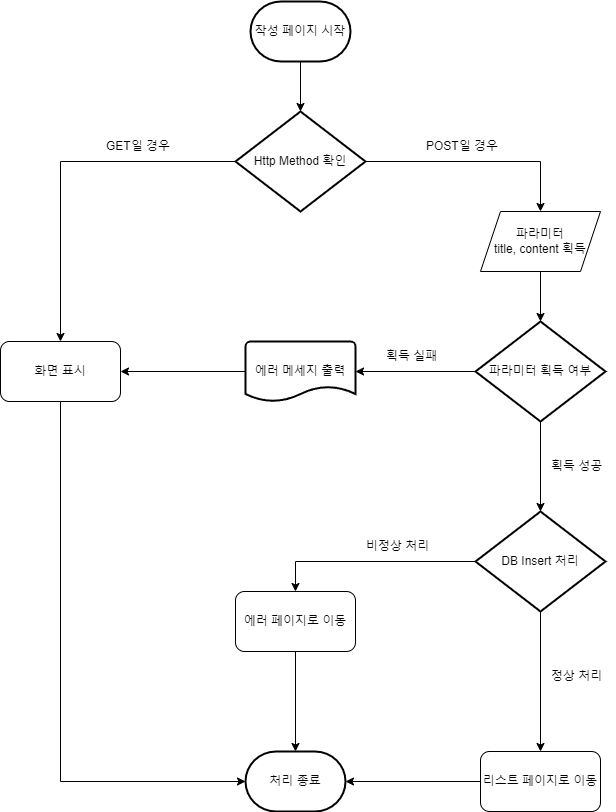 작성 페이지 시작
GET일 경우
Http Method 확인
POST일 경우
파라미터
title, content 획득
화면 표시
에러 메세지 출력
획득 실패
파라미터 획득 여부
획득 성공
비정상 처리
DB Insert 처리
에러 페이지로 이동
정상 처리
처리 종료
리스트 페이지로 이동